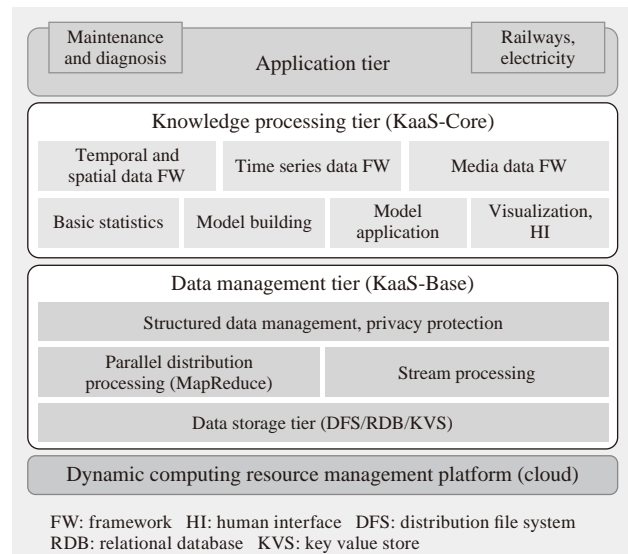 Maintenance
and diagnosis
Application tier
Railways,
electricity
Knowledge processing tier (KaaS-Core)
Temporal and
spatial data FW
Time series data FW
Media data FW
Basic statistics
Model building
Model
application
Visualization,
HI
Data management tier (KaaS-Base)
Structured data management, privacy protection
Parallel distribution
processing (MapReduce)
Stream processing
Data storage tier (DFS/RDB/KVS)
Dynamic computing resource management platform (cloud)
FW: framework HI: human interface DFS: distribution file system
RDB: relational database KVS: key value store